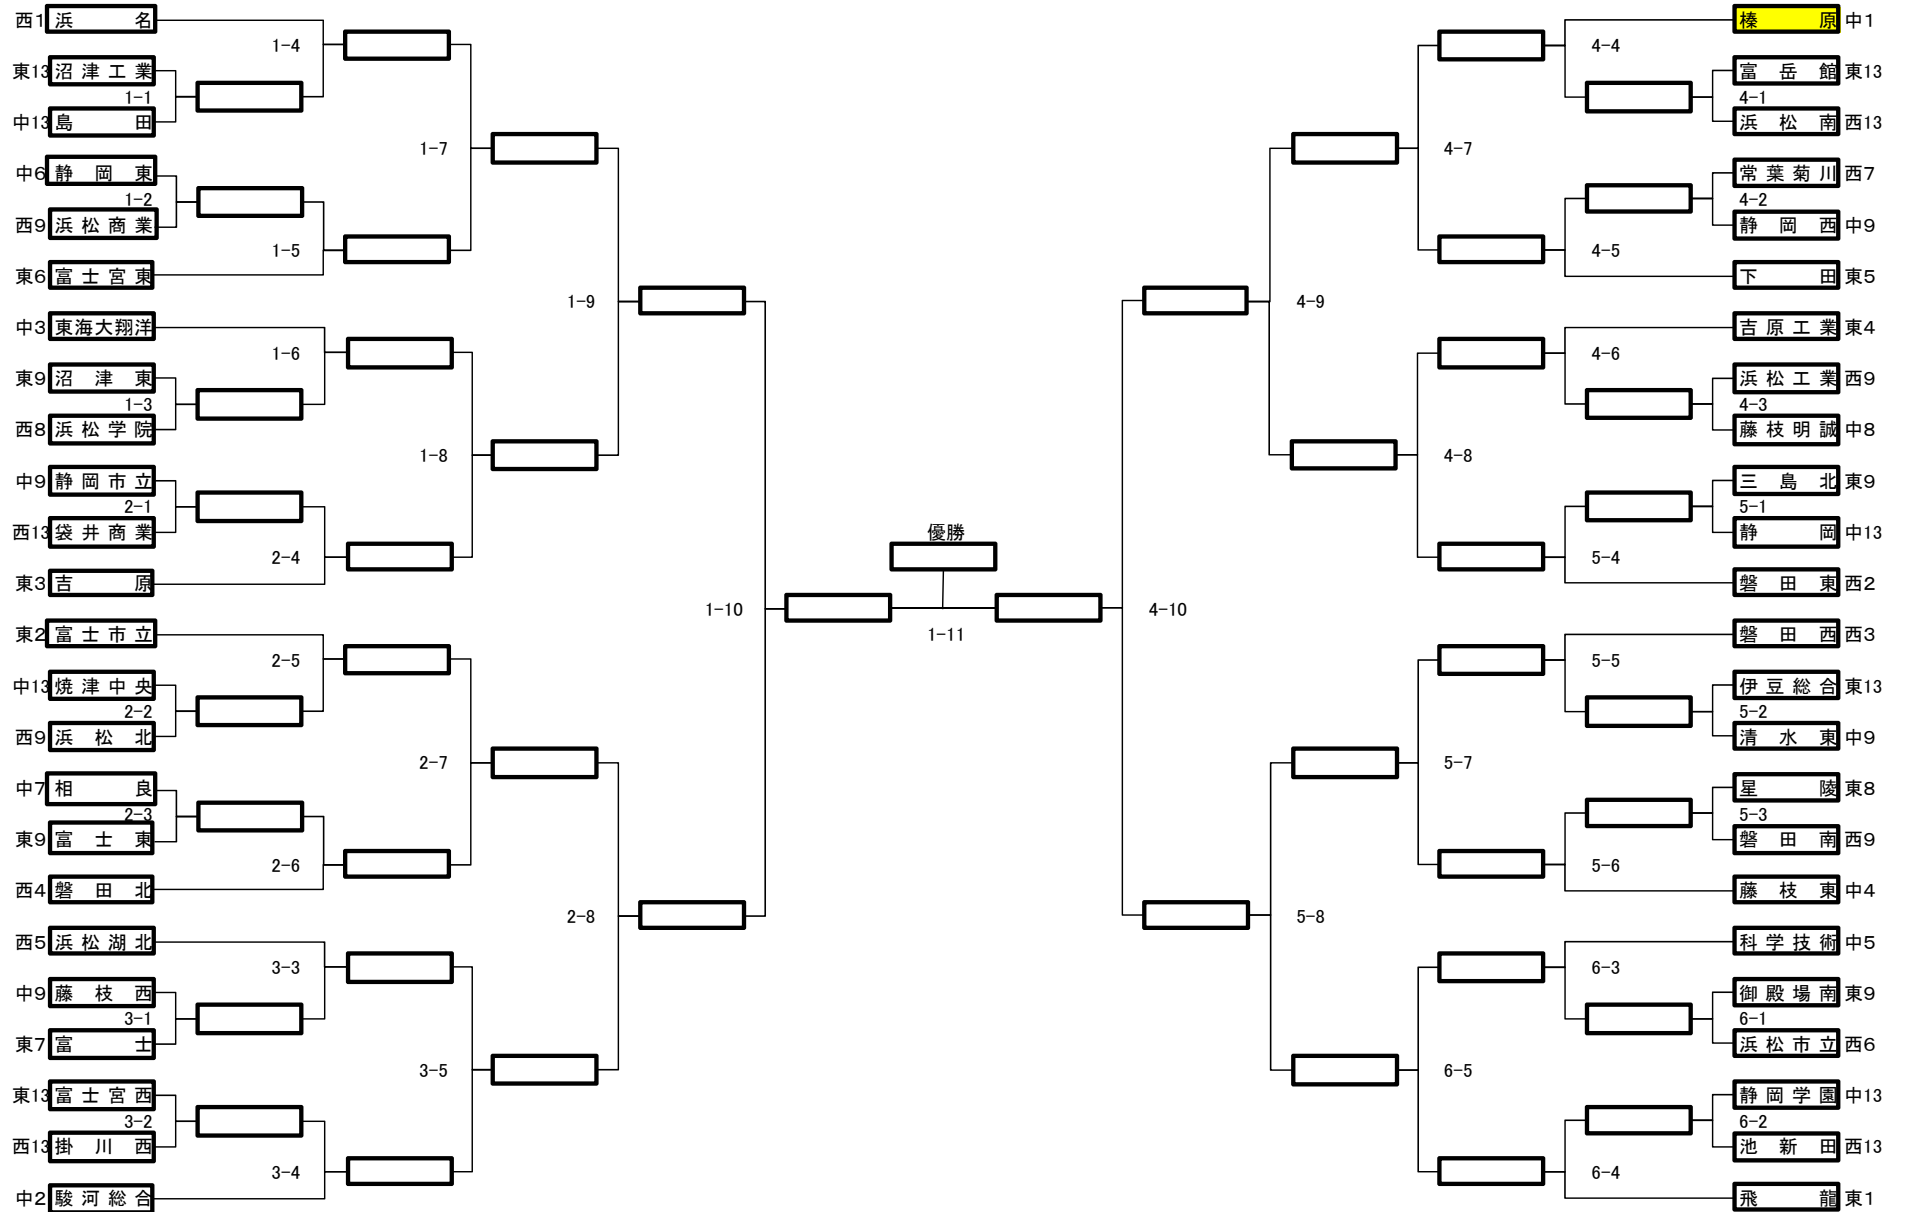 西1 浜名
1-4
東13 沼津工業
1-1
中13 島田
1-7
中6 静岡東
1-2
西9 浜松商業
1-5
東6 富士宮東
1-9
中3 東海大翔洋
1-6
東9 沼津東
1-3
西8 浜松学院
1-8
中9 静岡市立
2-1
西13 袋井商業
2-4
東3 吉原
1-10
東2 富士市立
2-5
中13 焼津中央
2-2
西9 浜松北
2-7
中7 相良
2-3
東9 富士東
2-6
西4 磐田北
2-8
西5 浜松湖北
3-3
中9 藤枝西
3-1
東7 富士
3-5
東13 富士宮西
3-2
西13 掛川西
3-4
中2 駿河総合
優勝
1-11
榛原 中1
4-4
富岳館 東13
4-1
浜松南 西13
4-7
常葉菊川 西7
4-2
静岡西 中9
4-5
下田 東5
4-9
吉原工業 東4
4-6
浜松工業 西9
4-3
藤枝明誠 中8
4-8
三島北 東9
5-1
静岡 中13
5-4
磐田東 西2
4-10
磐田西 西3
5-5
伊豆総合 東13
5-2
清水東 中9
5-7
星陵 東8
5-3
磐田南 西9
5-6
藤枝東 中4
5-8
科学技術 中5
6-3
御殿場南 東9
6-1
浜松市立 西6
6-5
静岡学園 中13
6-2
池新田 西13
6-4
飛龍 東1